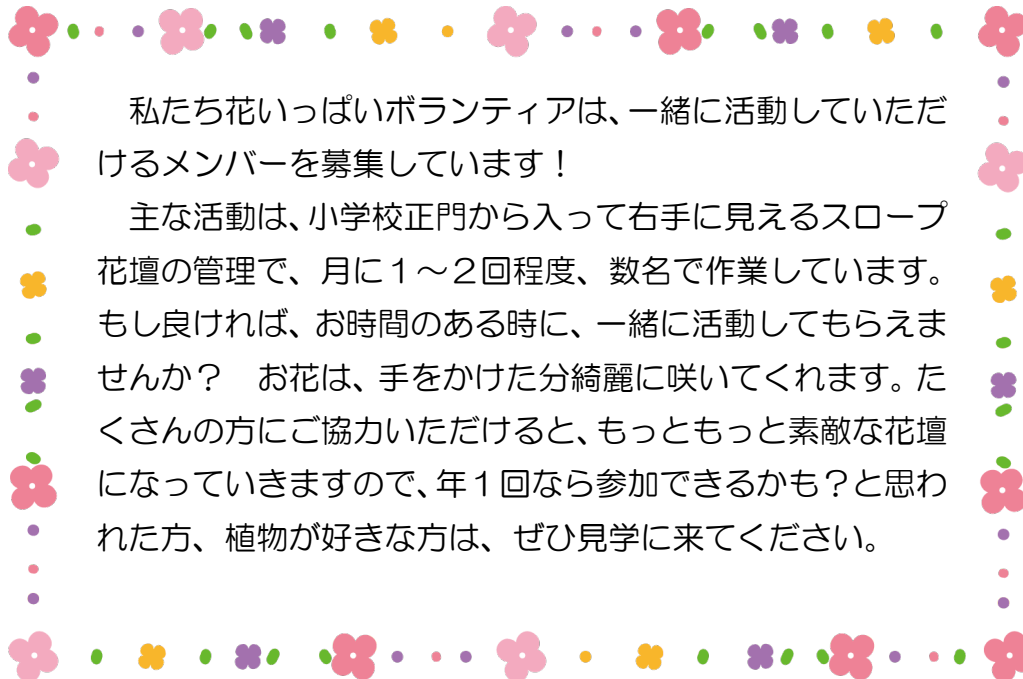 私たち花いっぱいボランティアは、一緒に活動していただ
けるメンバーを募集しています！
　主な活動は、小学校正門から入って右手に見えるスロープ
花壇の管理で、月に１～２回程度、数名で作業しています。
もし良ければ、お時間のある時に、一緒に活動してもらえま
せんか？　お花は、手をかけた分綺麗に咲いてくれます。た
くさんの方にご協力いただけると、もっともっと素敵な花壇
になっていきますので、年１回なら参加できるかも？と思わ
れた方、植物が好きな方は、ぜひ見学に来てください。